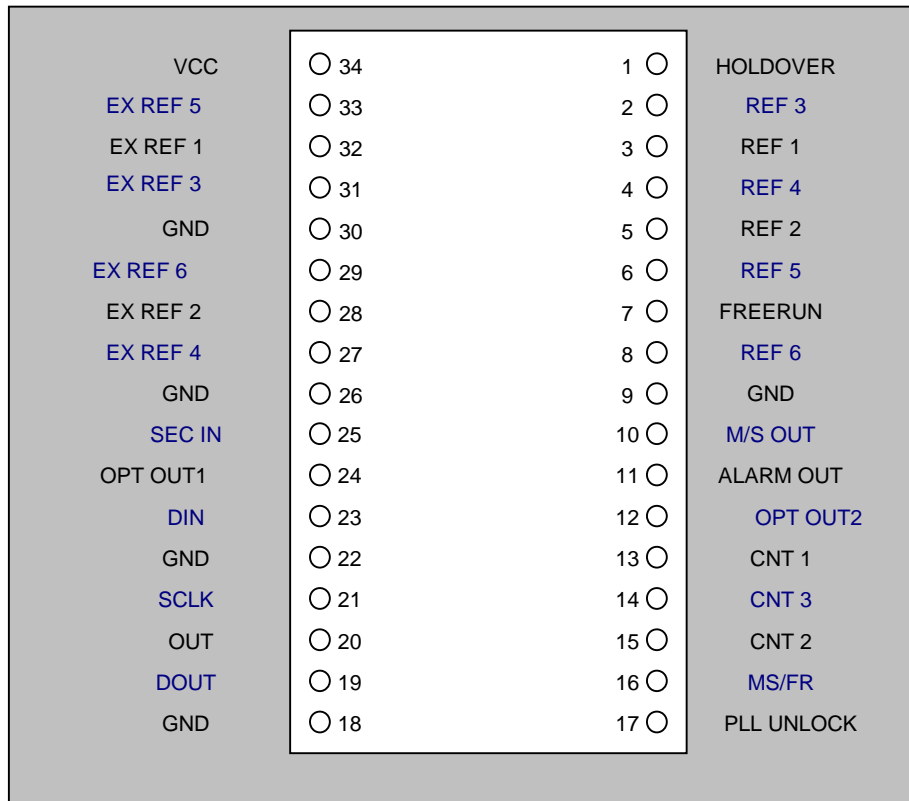 VCC 34 1 HOLDOVER
EX REF 5 33 2 REF 3
EX REF 1 32 3 REF 1
EX REF 3 31 4 REF 4
GND 30 5 REF 2
EX REF 6 29 6 REF 5
EX REF 2 28 7 FREERUN
EX REF 4 27 8 REF 6
GND 26 9 GND
SEC IN 25 10 M/S OUT
OPT OUT1 24 11 ALARM OUT
DIN 23 12 OPT OUT2
GND 22 13 CNT 1
SCLK 21 14 CNT 3
OUT 20 15 CNT 2
DOUT 19 16 MS/FR
GND 18 17 PLL UNLOCK